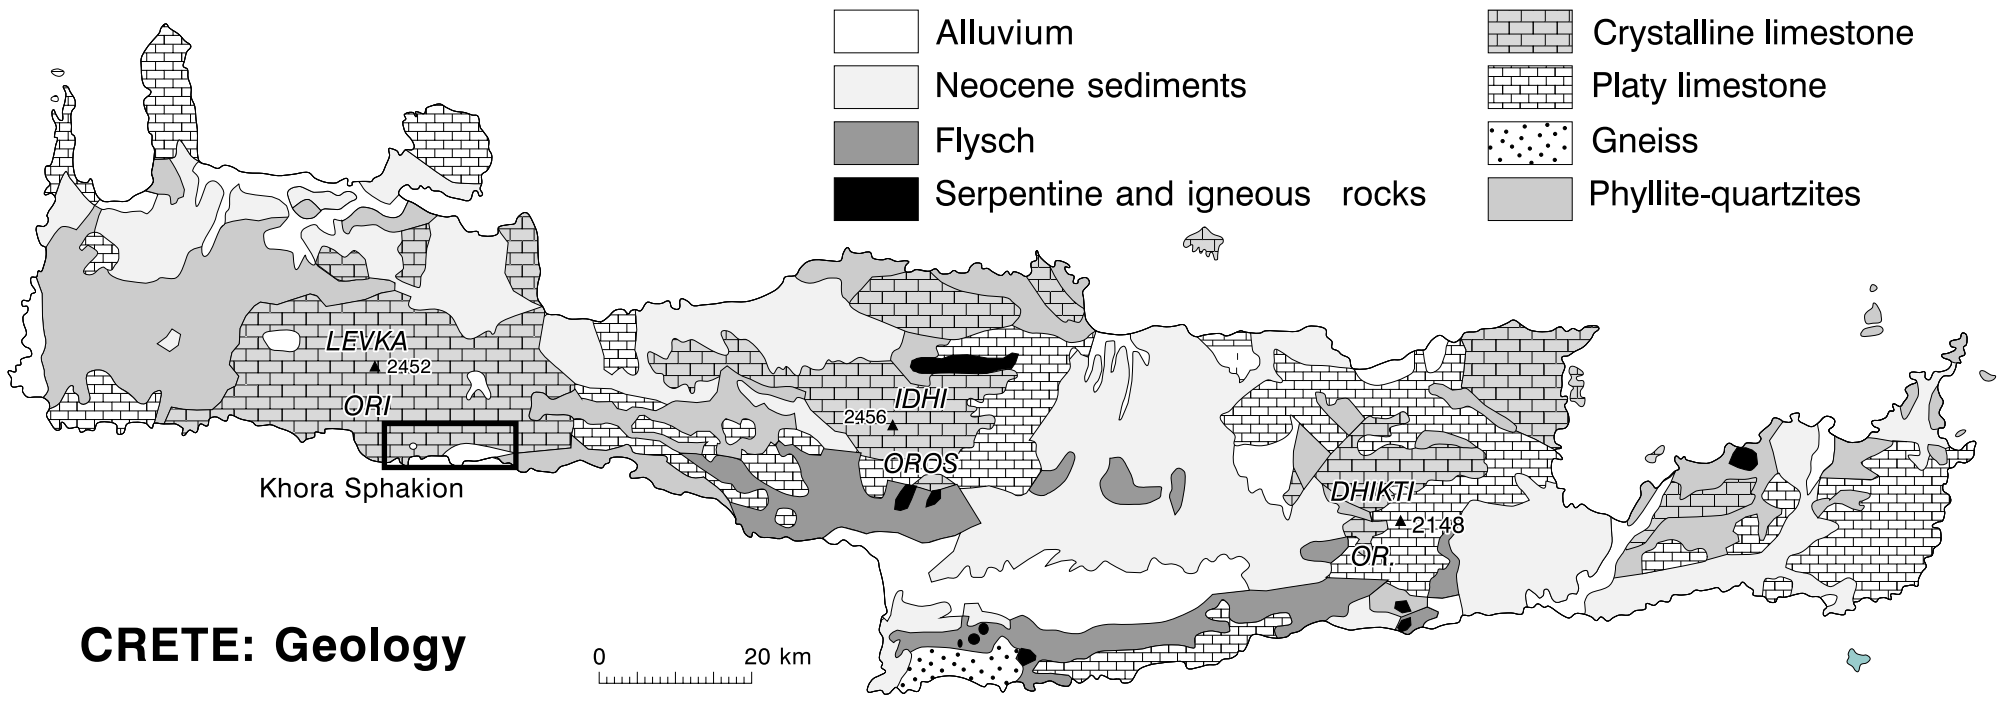 Alluvium
Neocene sediments
Flysch
Serpentine and igneous rocks
Crystalline limestone
Platy limestone
Gneiss
Phyllite-quartzites
LEVKA
2452
ORI
Khora Sphakion
IDHI
2456
OROS
DHIKTI
2148
OR.
CRETE: Geology
0 20 km